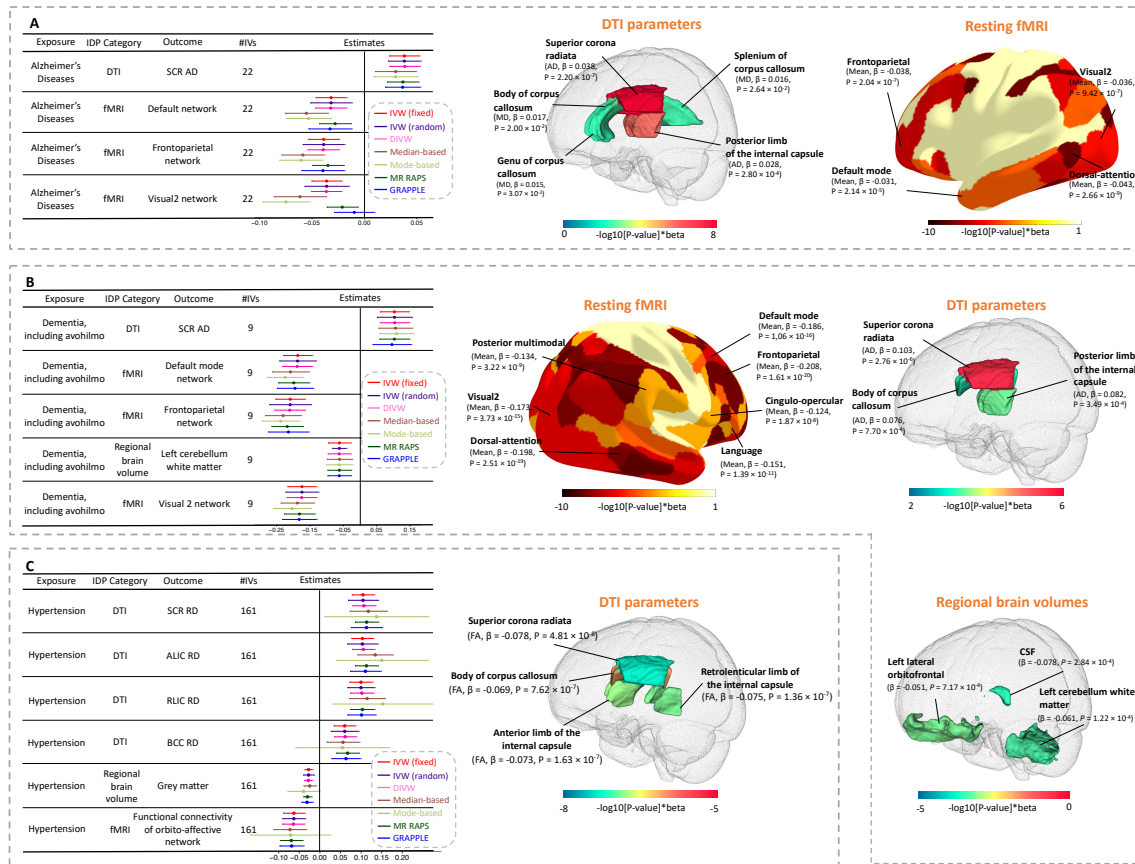 A
Exposure IDP Category Outcome #IVs Estimates
Alzheimer's
Diseases
DTI SCR AD 22
Alzheimer's
Diseases
fMRI Default network 22
Alzheimer's
Diseases
fMRI Frontoparietal
network
22
Alzheimer's
Diseases
fMRI Visual2 network 22
−0.10 −0.05 0.00 0.05
IVW (fixed)
IVW (random)
DIVW
Median-based
Mode-based
MR RAPS
GRAPPLE
DTI parameters
Superior corona
radiata
(AD, β = 0.038,
P = 2.20 × 10⁻⁷)
Splenium of
corpus callosum
(MD, β = 0.016,
P = 2.64 × 10⁻²)
Body of corpus
callosum
(MD, β = 0.017,
P = 2.00 × 10⁻²)
Genu of corpus
callosum
(MD, β = 0.015,
P = 3.07 × 10⁻²)
Posterior limb
of the internal capsule
(AD, β = 0.028,
P = 2.80 × 10⁻⁴)
0 -log10[P-value]*beta 8
Resting fMRI
Frontoparietal
(Mean, β = -0.038,
P = 2.04 × 10⁻⁷)
Visual2
(Mean, β = -0.036,
P = 9.42 × 10⁻⁷)
Default mode
(Mean, β = -0.031,
P = 2.14 × 10⁻⁵)
Dorsal-attention
(Mean, β = -0.043,
P = 2.66 × 10⁻⁹)
-10 -log10[P-value]*beta 1
B
Exposure IDP Category Outcome #IVs Estimates
Dementia,
including avohilmo
DTI SCR AD 9
Dementia,
including avohilmo
fMRI Default mode
network
9
Dementia,
including avohilmo
fMRI Frontoparietal
network
9
Dementia,
including avohilmo
Regional
brain
volume
Left cerebellum
white matter
9
Dementia,
including avohilmo
fMRI Visual 2 network 9
−0.25 −0.15 −0.05 0.05 0.15
IVW (fixed)
IVW (random)
DIVW
Median-based
Mode-based
MR RAPS
GRAPPLE
Resting fMRI
Default mode
(Mean, β = -0.186,
P = 1,06 × 10⁻¹⁶)
Posterior multimodal
(Mean, β = -0.134,
P = 3.22 × 10⁻⁹)
Frontoparietal
(Mean, β = -0.208,
P = 1.61 × 10⁻²⁰)
Visual2
(Mean, β = -0.173,
P = 3.73 × 10⁻¹⁵)
Cingulo-opercular
(Mean, β = -0.124,
P = 1.87 × 10⁻⁸)
Dorsal-attention
(Mean, β = -0.198,
P = 2.51 × 10⁻¹⁹)
Language
(Mean, β = -0.151,
P = 1.39 × 10⁻¹¹)
-10 -log10[P-value]*beta 1
DTI parameters
Superior corona
radiata
(AD, β = 0.103,
P = 2.76 × 10⁻⁶)
Posterior limb
of the internal
capsule
(AD, β = 0.082,
P = 3.49 × 10⁻⁴)
Body of corpus
callosum
(AD, β = 0.076,
P = 7.70 × 10⁻⁴)
2 -log10[P-value]*beta 6
Regional brain volumes
CSF
(β = -0.078, P = 2.84 × 10⁻⁴)
Left lateral
orbitofrontal
(β = -0.051, P = 7.17 × 10⁻⁴)
Left cerebellum white
matter
(β = -0.061, P = 1.22 × 10⁻⁴)
-5 -log10[P-value]*beta 0
C
Exposure IDP Category Outcome #IVs Estimates
Hypertension DTI SCR RD 161
Hypertension DTI ALIC RD 161
Hypertension DTI RLIC RD 161
Hypertension DTI BCC RD 161
Hypertension Regional
brain
volume
Grey matter 161
Hypertension fMRI Functional connectivity
of orbito-affective
network
161
−0.10 0.00 0.05 0.10 0.20
IVW (fixed)
IVW (random)
DIVW
Median-based
Mode-based
MR RAPS
GRAPPLE
DTI parameters
Superior corona radiata
(FA, β = -0.078, P = 4.81 × 10⁻⁸)
Body of corpus callosum
(FA, β = -0.069, P = 7.62 × 10⁻⁷)
Retrolenticular limb of
the internal capsule
(FA, β = -0.075, P = 1.36 × 10⁻⁷)
Anterior limb of the
internal capsule
(FA, β = -0.073, P = 1.63 × 10⁻⁷)
-8 -log10[P-value]*beta -5